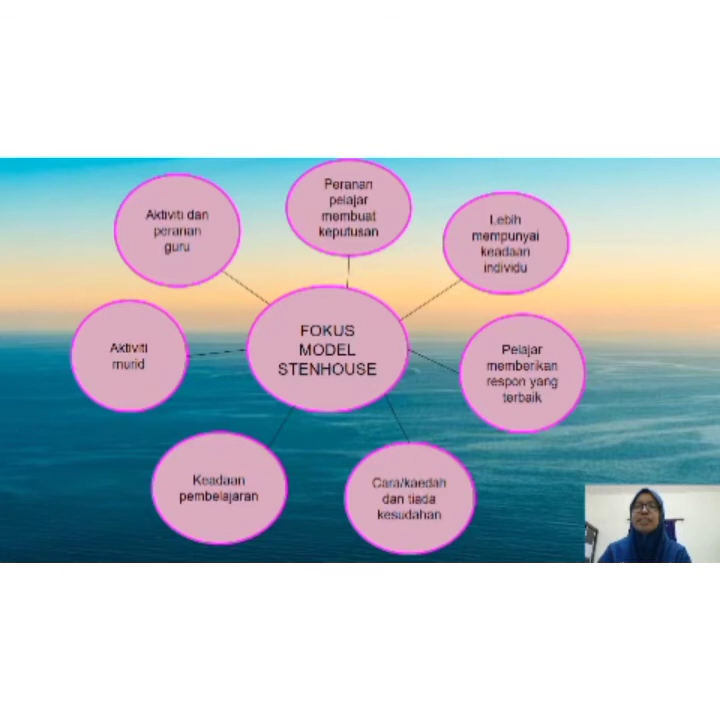 Peranan
pelajar
membuat
keputusan
Aktiviti dan
peranan
guru
Lebih
mempunyai
keadaan
individu
FOKUS
MODEL
STENHOUSE
Aktiviti
murid
Pelajar
memberikan
respon yang
terbaik
Keadaan
pembelajaran
Cara/kaedah
dan tiada
kesudahan